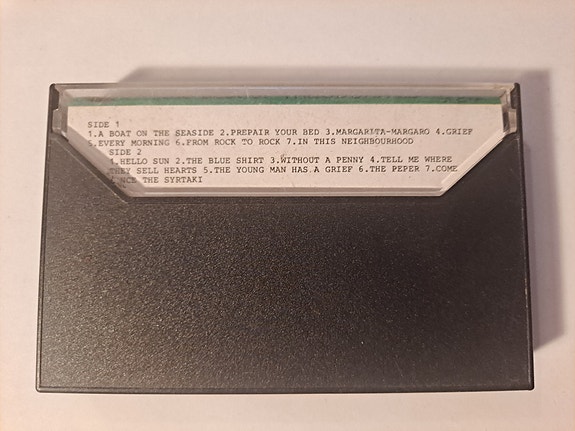 SIDE 1
1.A BOAT ON THE SEASIDE 2.PREPAIR YOUR BED 3.MARGARITA-MARGARO 4.GRIEF
5.EVERY MORNING 6.FROM ROCK TO ROCK 7.IN THIS NEIGHBOURHOOD
SIDE 2
1.HELLO SUN 2.THE BLUE SHIRT 3.WITHOUT A PENNY 4.TELL ME WHERE
THEY SELL HEARTS 5.THE YOUNG MAN HAS A GRIEF 6.THE PEPER 7.COME
THE SYRTAKI